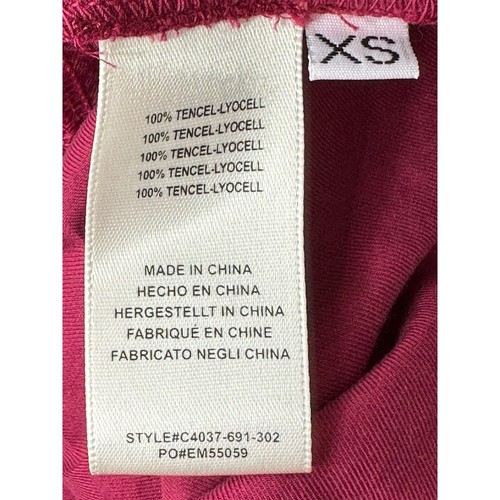 XS
100% TENCEL-LYOCELL
100% TENCEL-LYOCELL
100% TENCEL-LYOCELL
100% TENCEL-LYOCELL
100% TENCEL-LYOCELL
MADE IN CHINA
HECHO EN CHINA
HERGESTELLT IN CHINA
FABRIQUÉ EN CHINE
FABRICATO NEGLI CHINA
STYLE#C4037-691-302
PO#EM55059